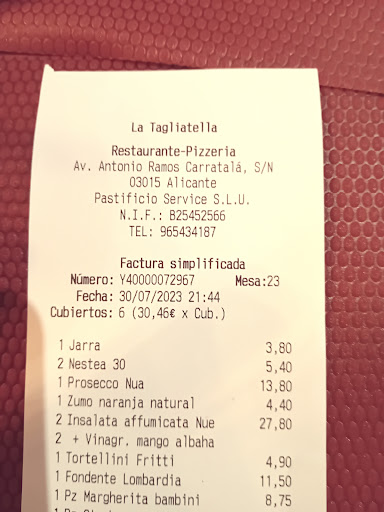 La Tagliatella
Restaurante-Pizzeria
Av. Antonio Ramos Carratalá, S/N
03015 Alicante
Pastificio Service S.L.U.
N.I.F.: B25452566
TEL: 965434187
Factura simplificada
Número: Y40000072967 Mesa:23
Fecha: 30/07/2023 21:44
Cubiertos: 6 (30,46€ x Cub.)
1 Jarra 3,80
2 Nestea 30 5,40
1 Prosecco Nua 13,80
1 Zumo naranja natural 4,40
2 Insalata affumicata Nue 27,80
2 + Vinagr. mango albaha
1 Tortellini Fritti 4,90
1 Fondente Lombardia 11,50
1 Pz Margherita bambini 8,75